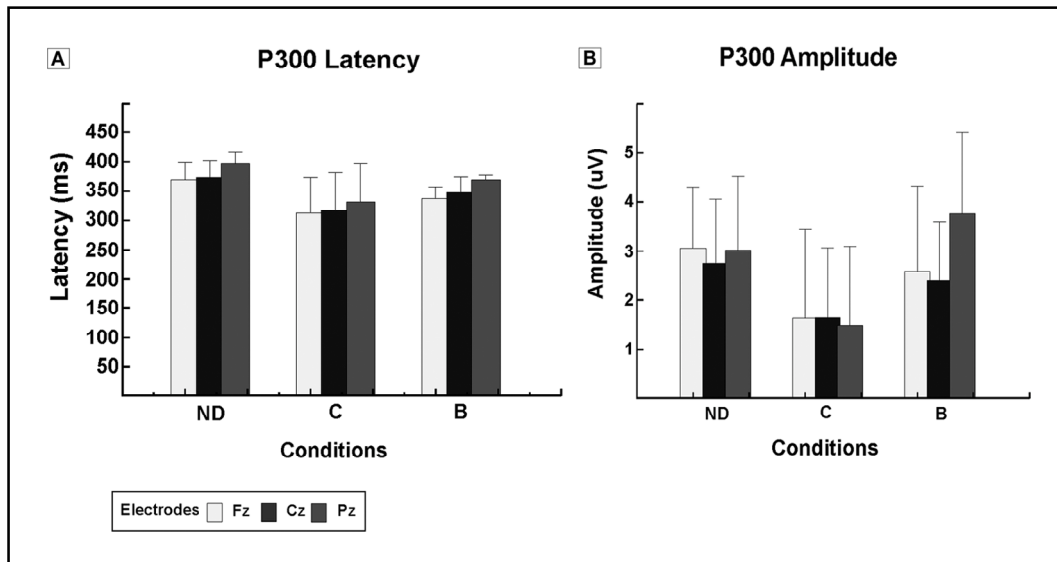 A
P300 Latency
Latency (ms)
450
400
350
300
250
200
150
100
50
ND C B
Conditions
B
P300 Amplitude
Amplitude (uV)
5
4
3
2
1
ND C B
Conditions
Electrodes Fz Cz Pz